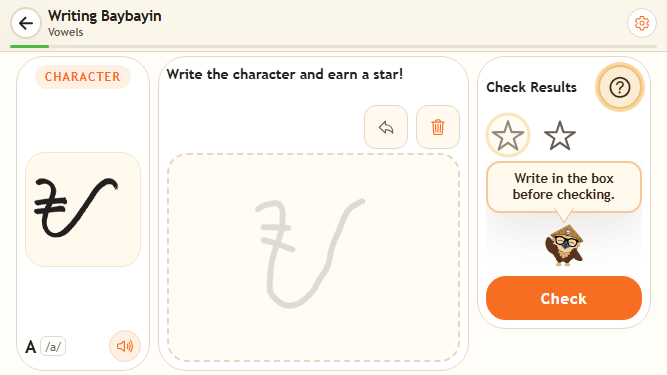 Writing Baybayin
Vowels
CHARACTER
ᜀ
A /a/
Write the character and earn a star!
ᜀ
Check Results
?
Write in the box
before checking.
Check